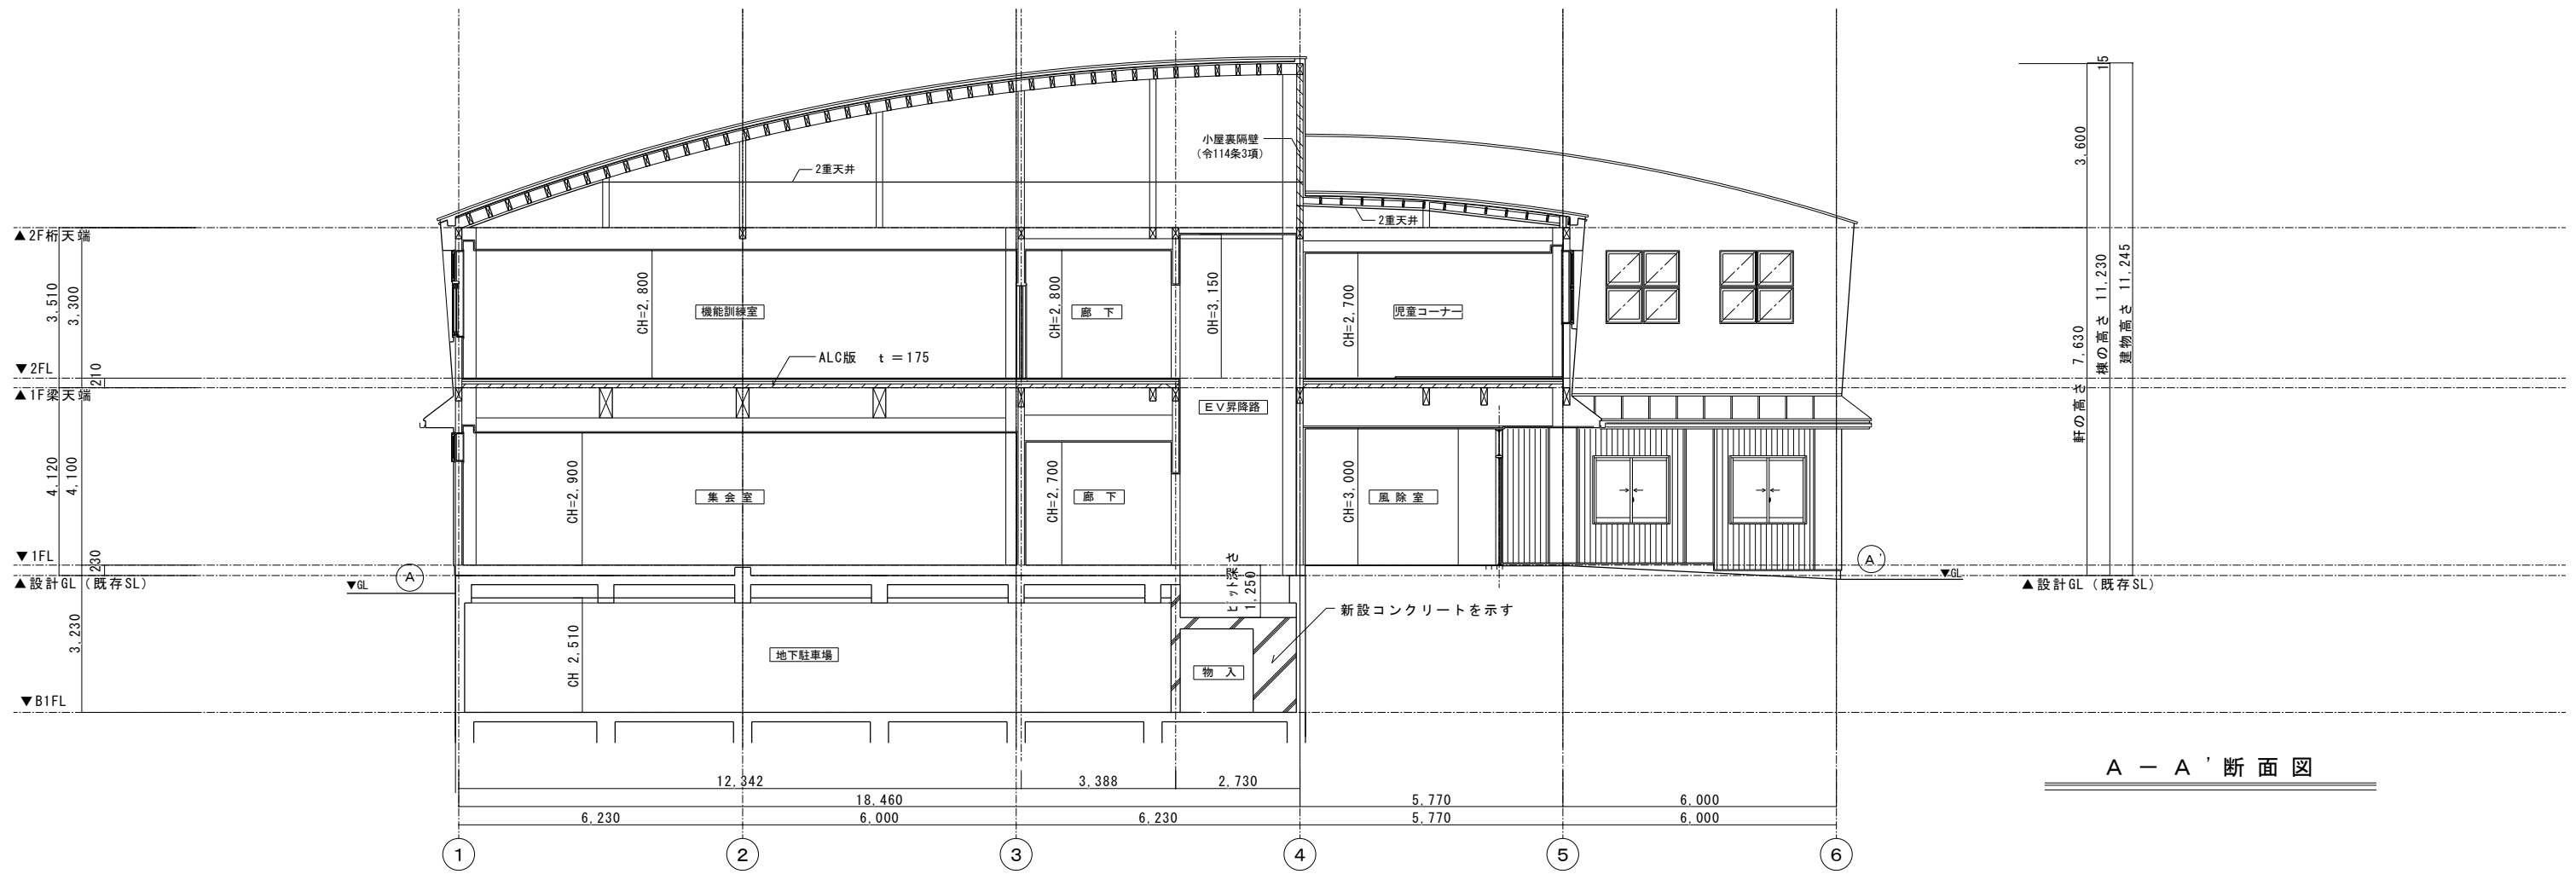 小屋裏隔壁
(令114条3項)
2重天井
2重天井
▲2F桁天端
3,510
3,300
CH=2,800
機能訓練室
CH=2,800
廊 下
OH=3,150
CH=2,700
児童コーナー
▼2FL
210
▲1F梁天端
ALC版 t=175
EV昇降路
4,120
4,100
CH=2,900
集 会 室
CH=2,700
廊 下
CH=3,000
風 除 室
▼1FL
230
▲設計GL(既存SL)
A
▼GL
ピット深さ
1,250
A'
▼GL
▲設計GL(既存SL)
3,230
CH 2,510
地下駐車場
物 入
新設コンクリートを示す
▼B1FL
15
3,600
軒の高さ 7,630
棟の高さ 11,230
建物高さ 11,245
12,342
3,388
2,730
18,460
5,770
6,000
6,230
6,000
6,230
5,770
6,000
1
2
3
4
5
6
A-A'断面図